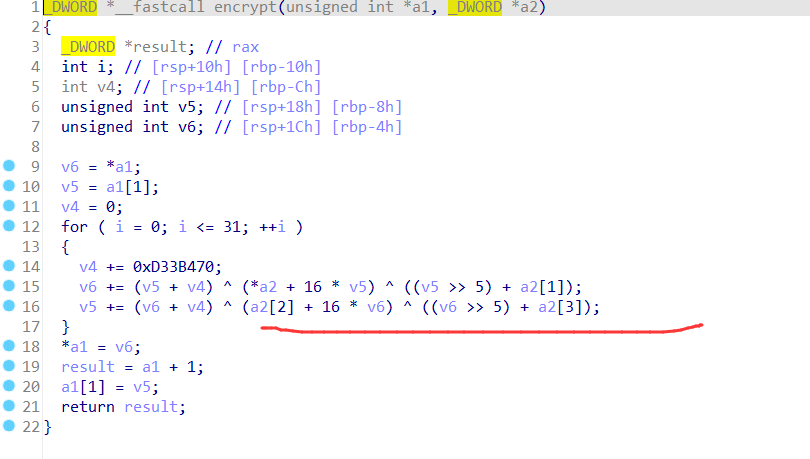 1 _DWORD *__fastcall encrypt(unsigned int *a1, _DWORD *a2)
2 {
3   _DWORD *result; // rax
4   int i; // [rsp+10h] [rbp-10h]
5   int v4; // [rsp+14h] [rbp-Ch]
6   unsigned int v5; // [rsp+18h] [rbp-8h]
7   unsigned int v6; // [rsp+1Ch] [rbp-4h]
8
9   v6 = *a1;
10   v5 = a1[1];
11   v4 = 0;
12   for ( i = 0; i <= 31; ++i )
13   {
14     v4 += 0xD33B470;
15     v6 += (v5 + v4) ^ (*a2 + 16 * v5) ^ ((v5 >> 5) + a2[1]);
16     v5 += (v6 + v4) ^ (a2[2] + 16 * v6) ^ ((v6 >> 5) + a2[3]);
17   }
18   *a1 = v6;
19   result = a1 + 1;
20   a1[1] = v5;
21   return result;
22 }